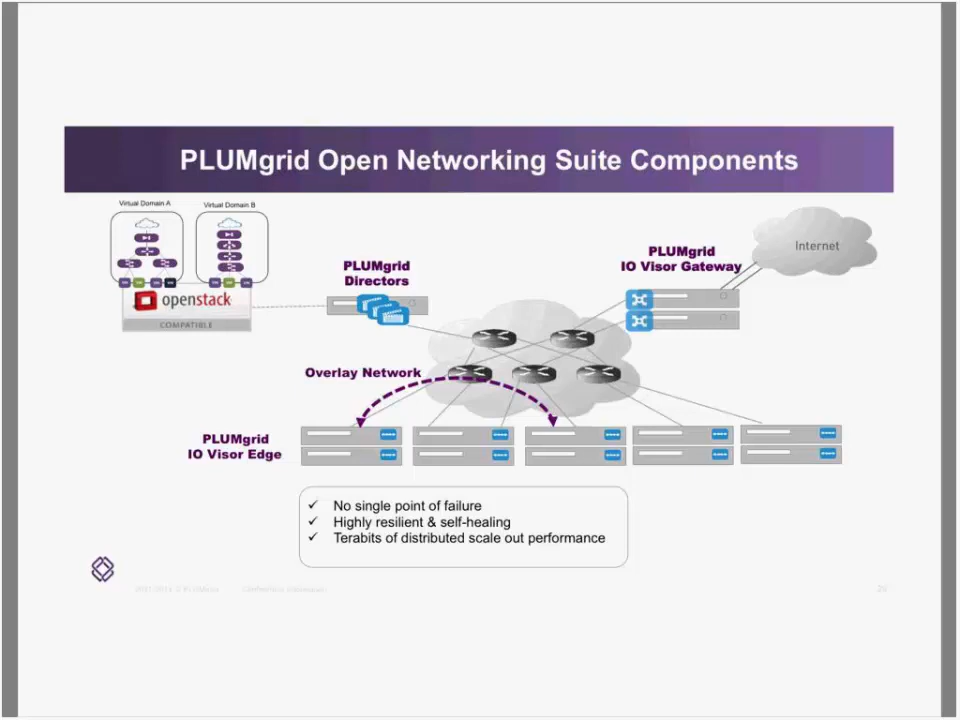 PLUMgrid Open Networking Suite Components
Virtual Domain A
Virtual Domain B
openstack
COMPATIBLE
PLUMgrid
Directors
PLUMgrid
IO Visor Gateway
Internet
Overlay Network
PLUMgrid
IO Visor Edge
✓ No single point of failure
✓ Highly resilient & self-healing
✓ Terabits of distributed scale out performance